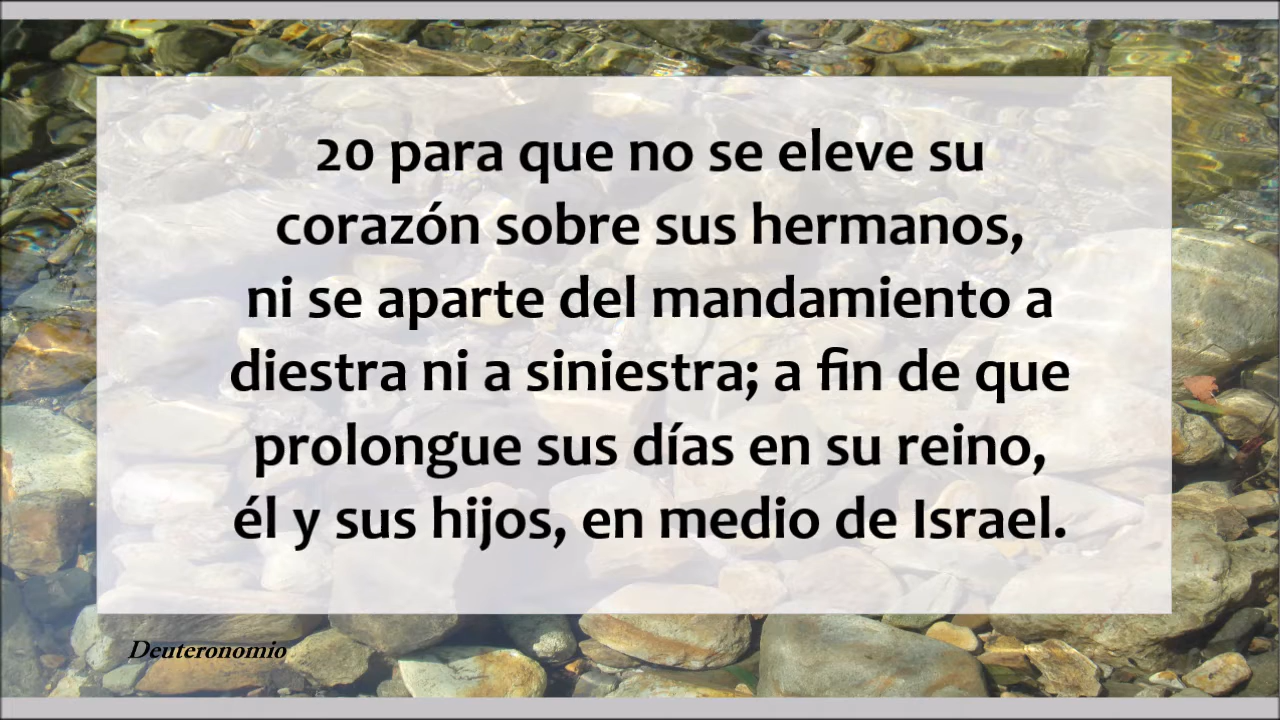 20 para que no se eleve su
corazón sobre sus hermanos,
ni se aparte del mandamiento a
diestra ni a siniestra; a fin de que
prolongue sus días en su reino,
él y sus hijos, en medio de Israel.
Deuteronomio